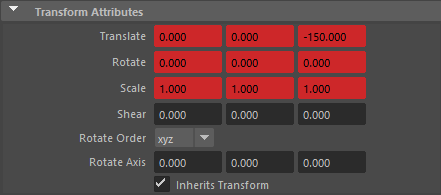 Transform Attributes
Translate 0.000 0.000 -150.000
Rotate 0.000 0.000 0.000
Scale 1.000 1.000 1.000
Shear 0.000 0.000 0.000
Rotate Order xyz
Rotate Axis 0.000 0.000 0.000
Inherits Transform